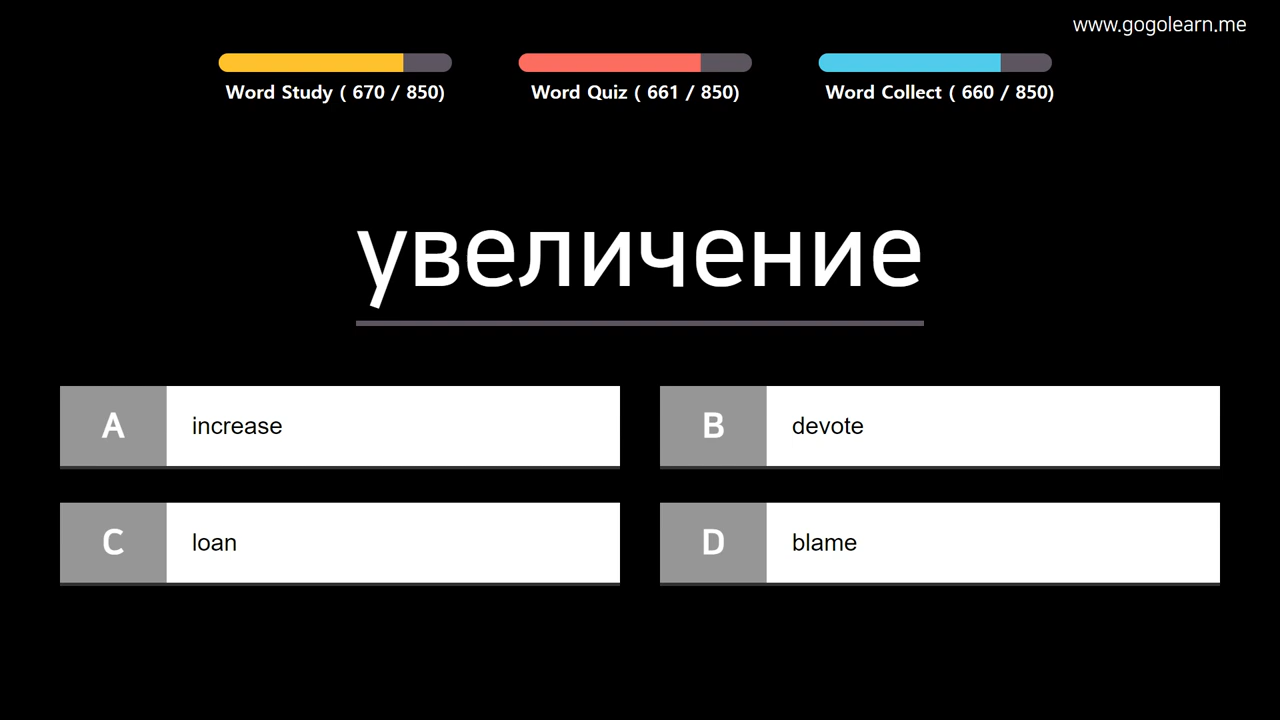 www.gogolearn.me
Word Study ( 670 / 850)
Word Quiz ( 661 / 850)
Word Collect ( 660 / 850)
увеличение
A increase
B devote
C loan
D blame